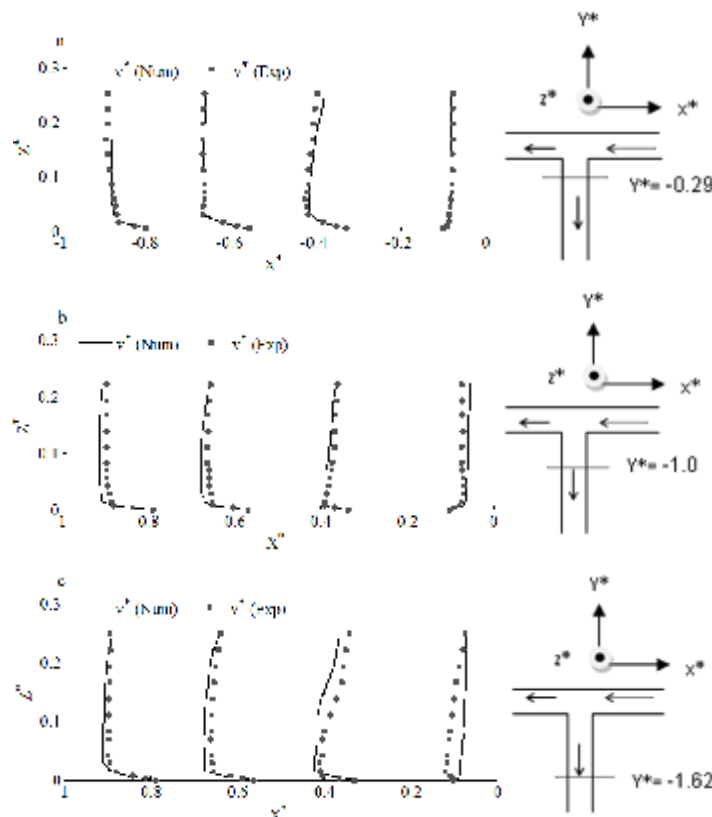 a
v* (Num) v* (Exp)
0.3
0.2
0.1
0
-1 -0.8 -0.6 -0.4 -0.2 0
X*
Y*
z*
X*
Y*= -0.29
b
v* (Num) v* (Exp)
0.3
0.2
0.1
0
1 0.8 0.6 0.4 0.2 0
X*
Y*
z*
X*
Y*= -1.0
c
v* (Num) v* (Exp)
0.3
0.2
0.1
0
1 0.8 0.6 0.4 0.2 0
X*
Y*
z*
X*
Y*= -1.62